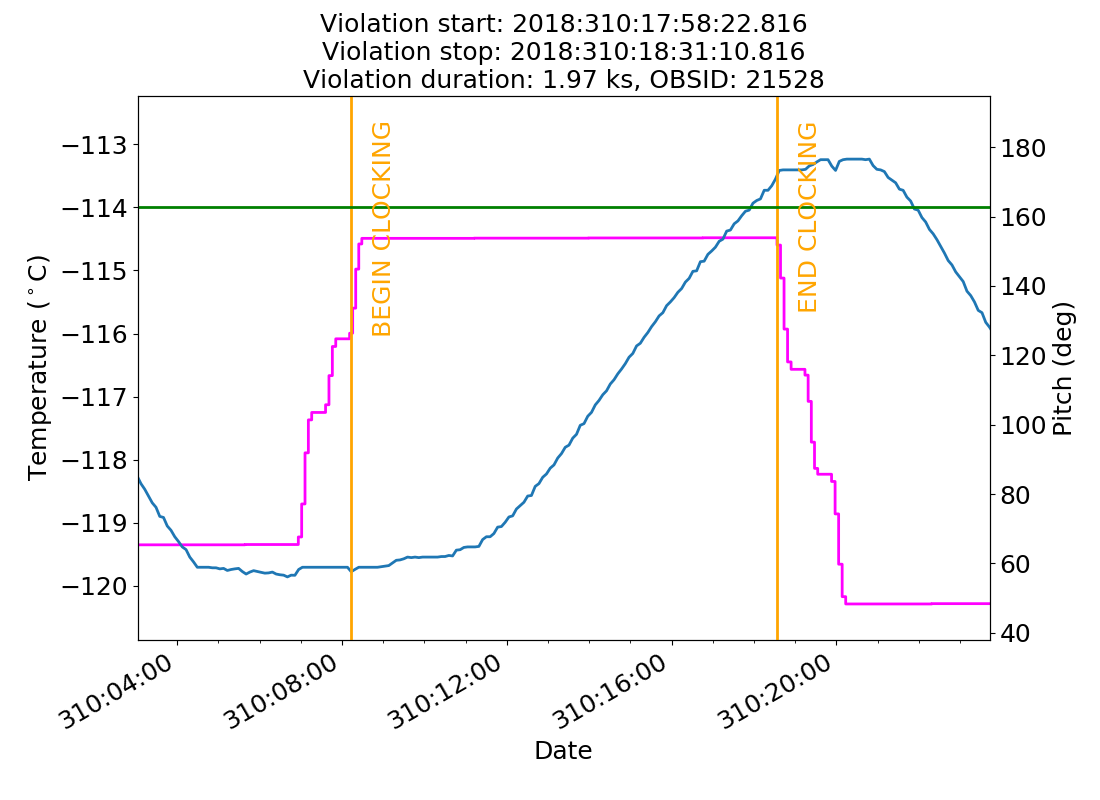 Violation start: 2018:310:17:58:22.816
Violation stop: 2018:310:18:31:10.816
Violation duration: 1.97 ks, OBSID: 21528
BEGIN CLOCKING
END CLOCKING
Temperature (°C)
−113
−114
−115
−116
−117
−118
−119
−120
180
160
140
120
100
80
60
40
Pitch (deg)
310:04:00
310:08:00
310:12:00
310:16:00
310:20:00
Date